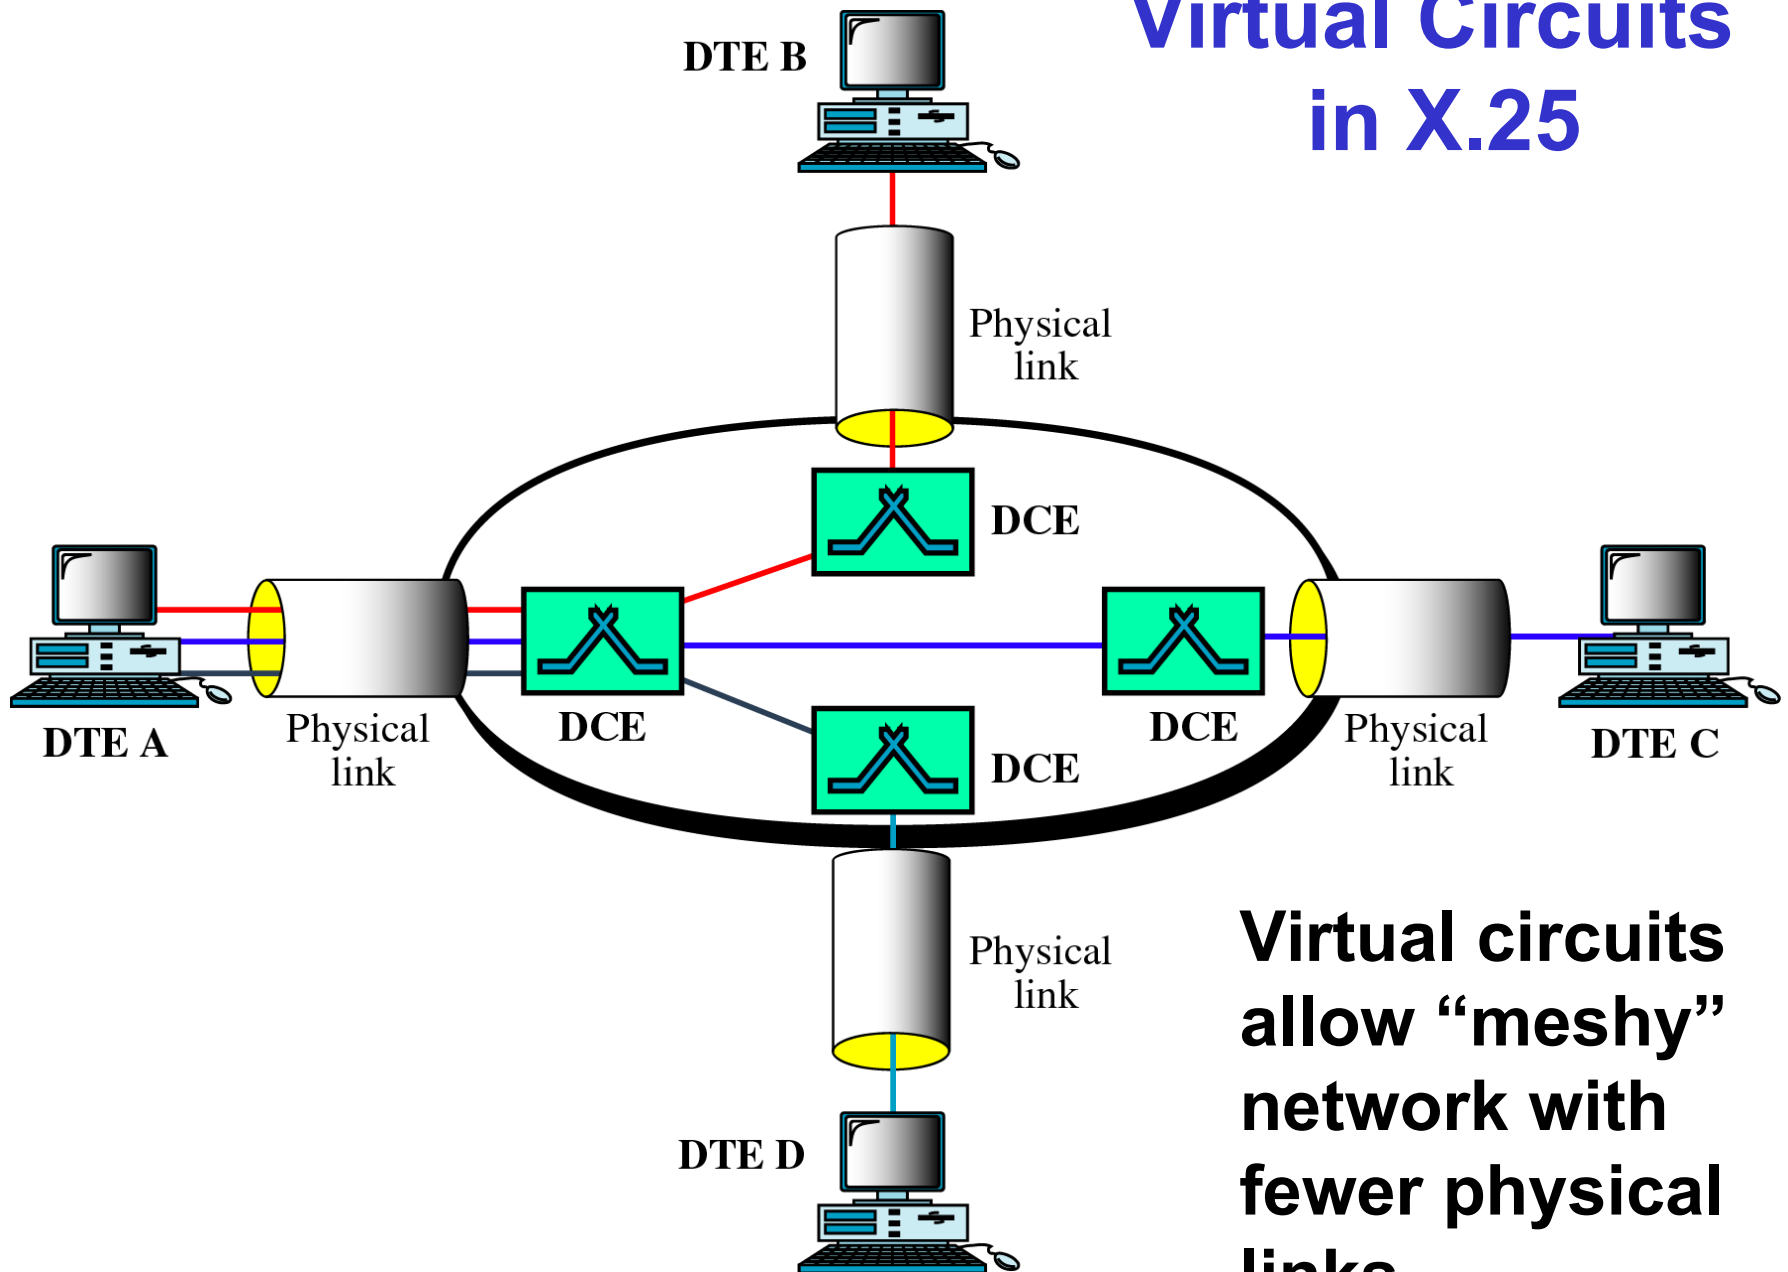 Virtual Circuits
in X.25
DTE B
Physical
link
DCE
DTE A
Physical
link
DCE
DCE
DCE
Physical
link
DTE C
Physical
link
DTE D
Virtual circuits
allow “meshy”
network with
fewer physical
links